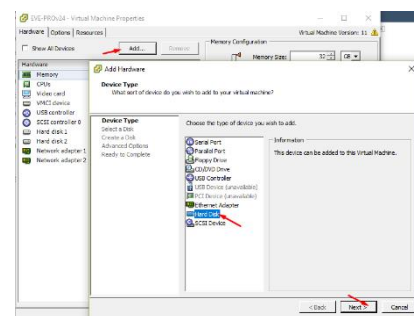 EVE-PROv24 - Virtual Machine Properties
Hardware Options Resources
Virtual Machine Version: 11
Show All Devices
Add...
Remove
Memory Configuration
Memory Size: 32 GB
Hardware
Memory
CPUs
Video card
VMCI device
USB controller
SCSI controller 0
Hard disk 1
Hard disk 2
Network adapter 1
Network adapter 2
Add Hardware
Device Type
What sort of device do you wish to add to your virtual machine?
Device Type
Select a Disk
Create a Disk
Advanced Options
Ready to Complete
Choose the type of device you wish to add.
Serial Port
Parallel Port
Floppy Drive
CD/DVD Drive
USB Controller
USB Device (unavailable)
PCI Device (unavailable)
Ethernet Adapter
Hard Disk
SCSI Device
Information
This device can be added to this Virtual Machine.
< Back
Next >
Cancel